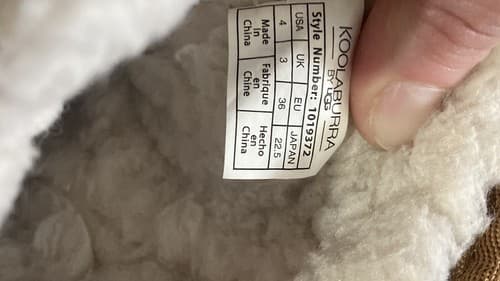 KOOLABURRA
BY UGG
Style Number: 1019372
USA UK EU JAPAN
4 3 36 22.5
Made Fabrique Hecho
in en en
China Chine China